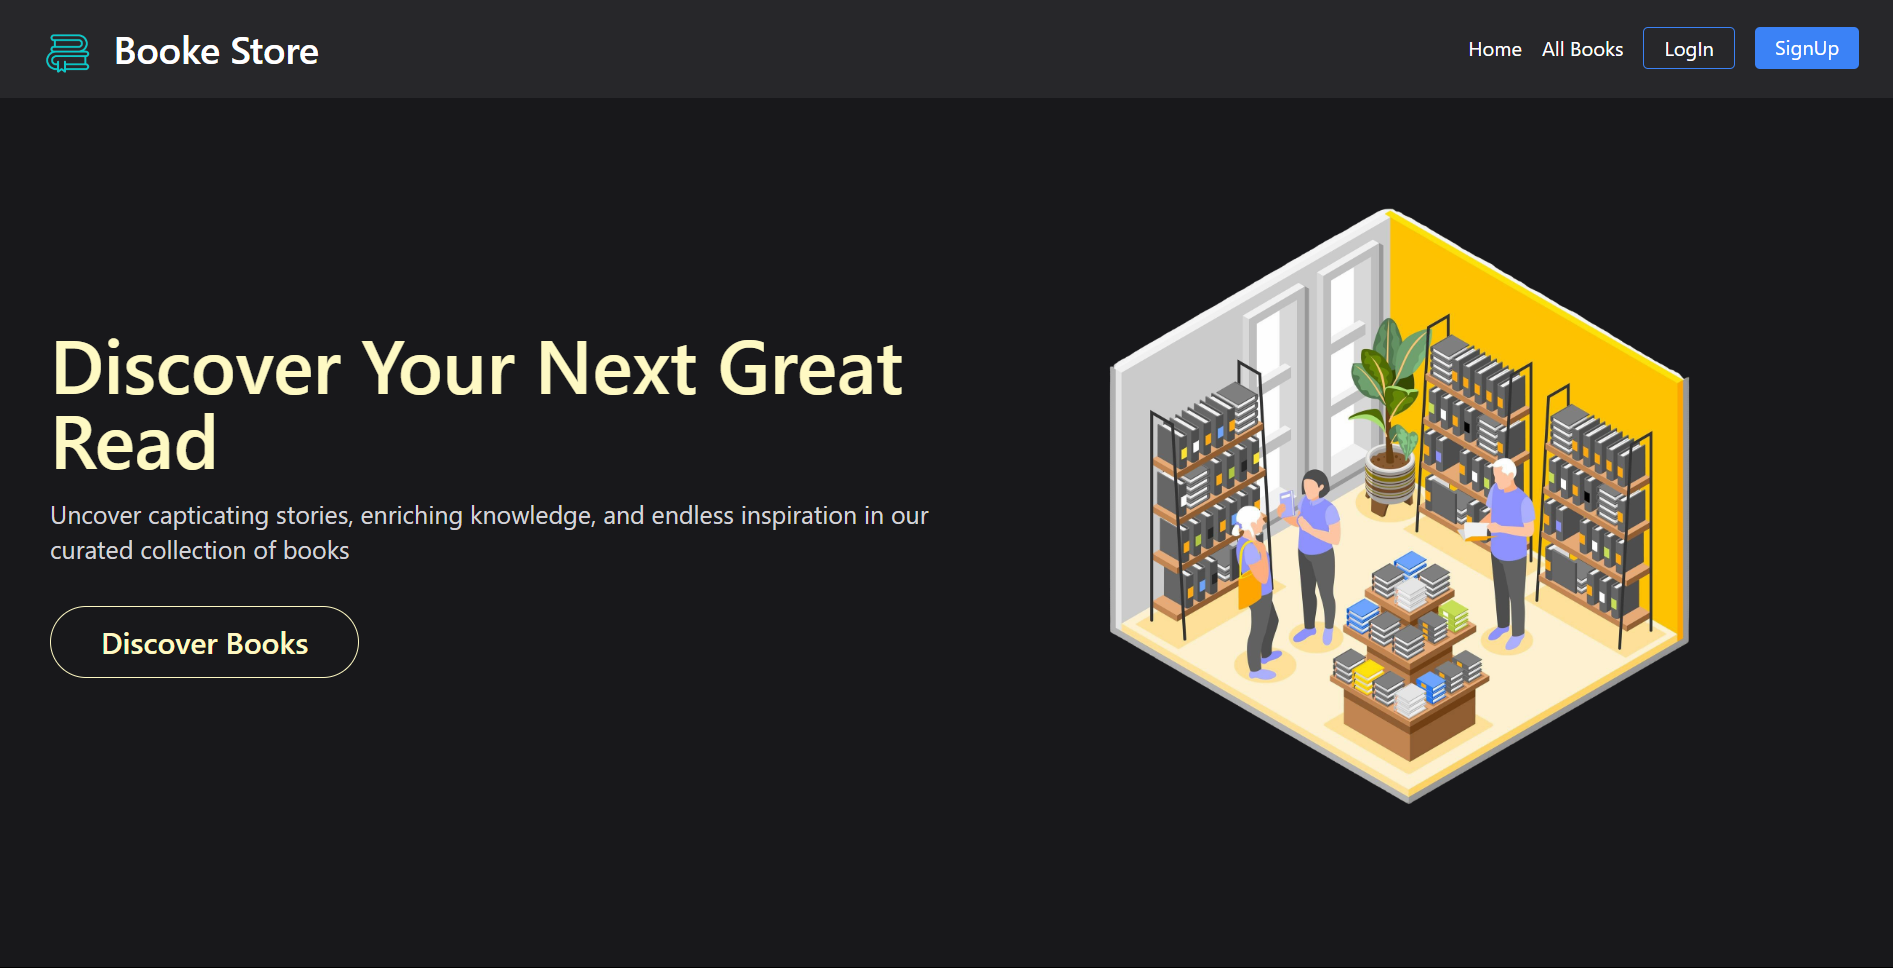 Booke Store
Home
All Books
LogIn
SignUp
Discover Your Next Great
Read
Uncover capticating stories, enriching knowledge, and endless inspiration in our
curated collection of books
Discover Books